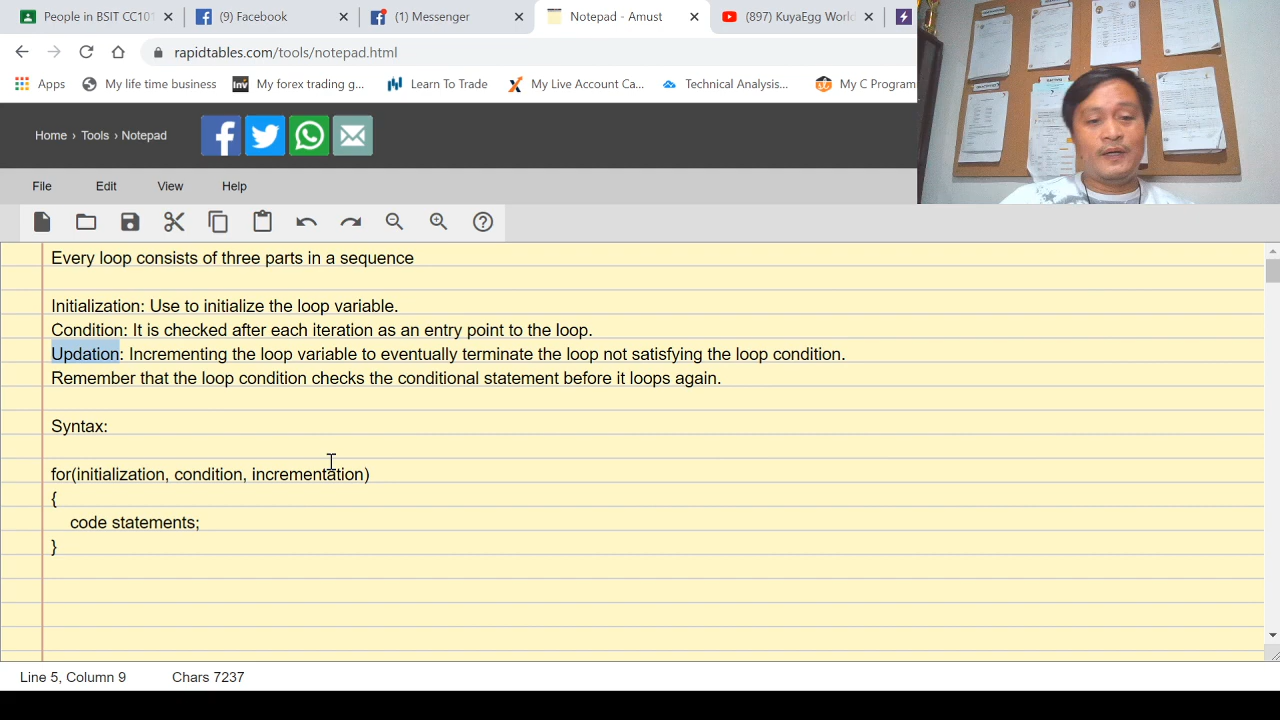 People in BSIT CC101
(9) Facebook
(1) Messenger
Notepad - Amust
(897) KuyaEgg World
rapidtables.com/tools/notepad.html
Apps
My life time business
Inv
My forex trading jo
Learn To Trade
My Live Account Ca...
Technical Analysis...
My C Program
Home › Tools › Notepad
File
Edit
View
Help
Every loop consists of three parts in a sequence
Initialization: Use to initialize the loop variable.
Condition: It is checked after each iteration as an entry point to the loop.
Updation: Incrementing the loop variable to eventually terminate the loop not satisfying the loop condition.
Remember that the loop condition checks the conditional statement before it loops again.
Syntax:
for(initialization, condition, incrementation)
{
code statements;
}
Line 5, Column 9
Chars 7237